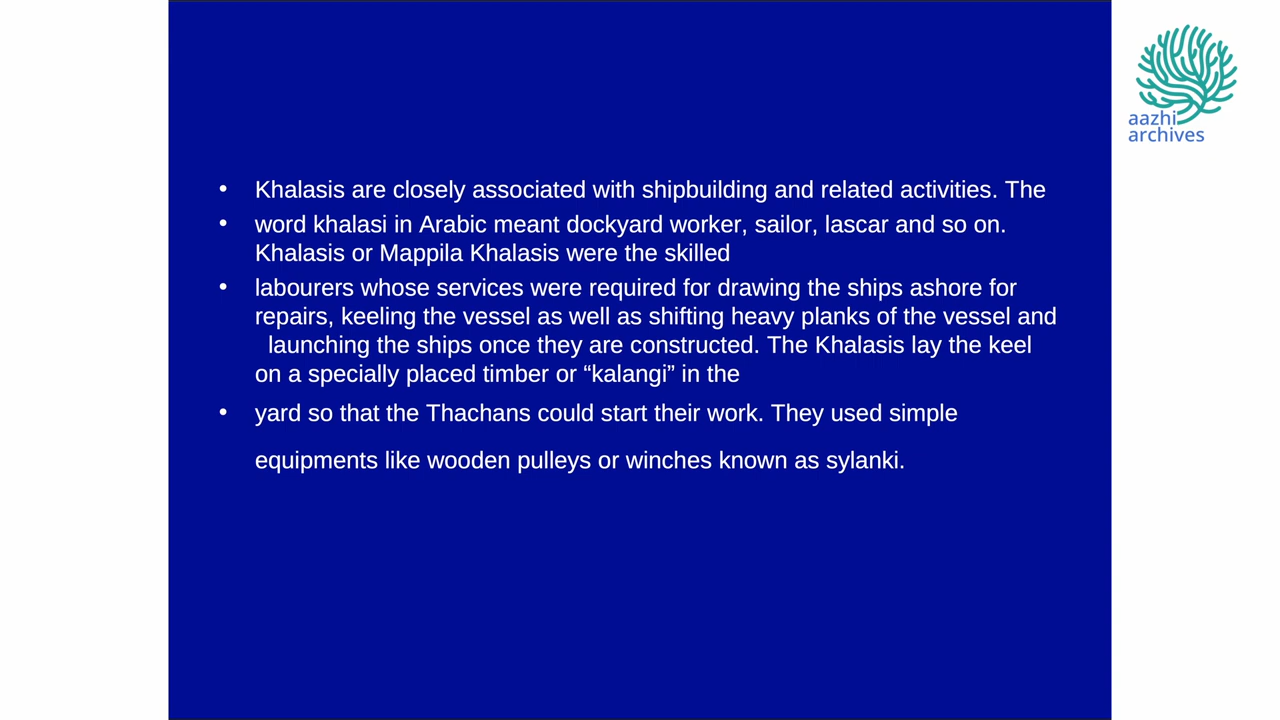 aazhi
archives
• Khalasis are closely associated with shipbuilding and related activities. The
• word khalasi in Arabic meant dockyard worker, sailor, lascar and so on.
Khalasis or Mappila Khalasis were the skilled
• labourers whose services were required for drawing the ships ashore for
repairs, keeling the vessel as well as shifting heavy planks of the vessel and
launching the ships once they are constructed. The Khalasis lay the keel
on a specially placed timber or “kalangi” in the
• yard so that the Thachans could start their work. They used simple
equipments like wooden pulleys or winches known as sylanki.